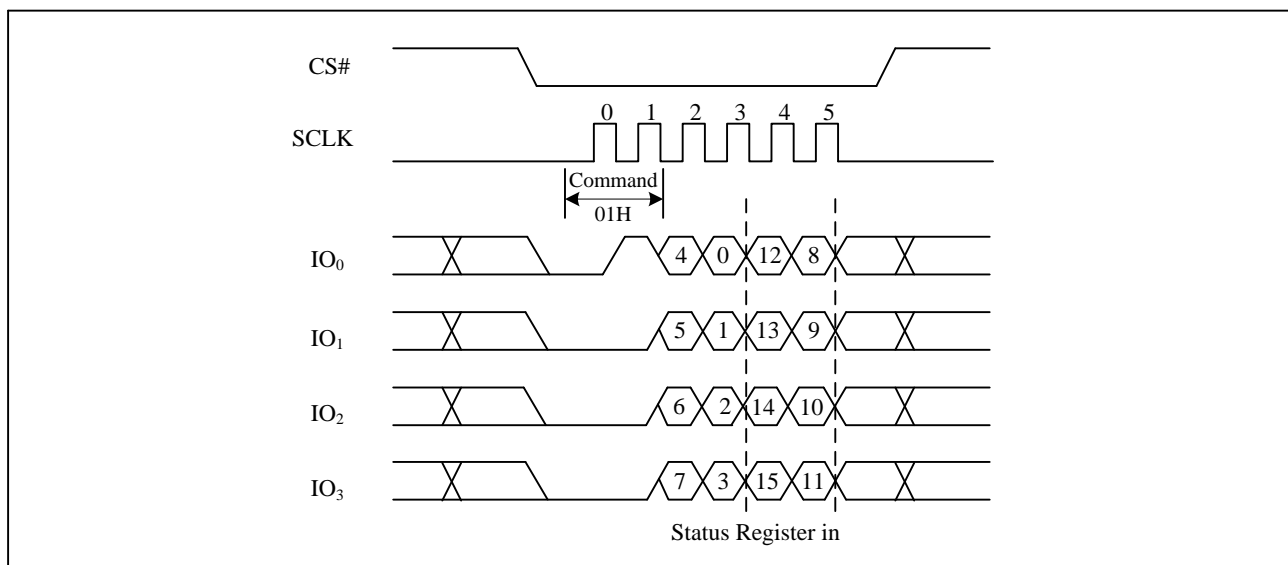 CS#
0 1 2 3 4 5
SCLK
Command
01H
IO₀ 4 0 12 8
IO₁ 5 1 13 9
IO₂ 6 2 14 10
IO₃ 7 3 15 11
Status Register in